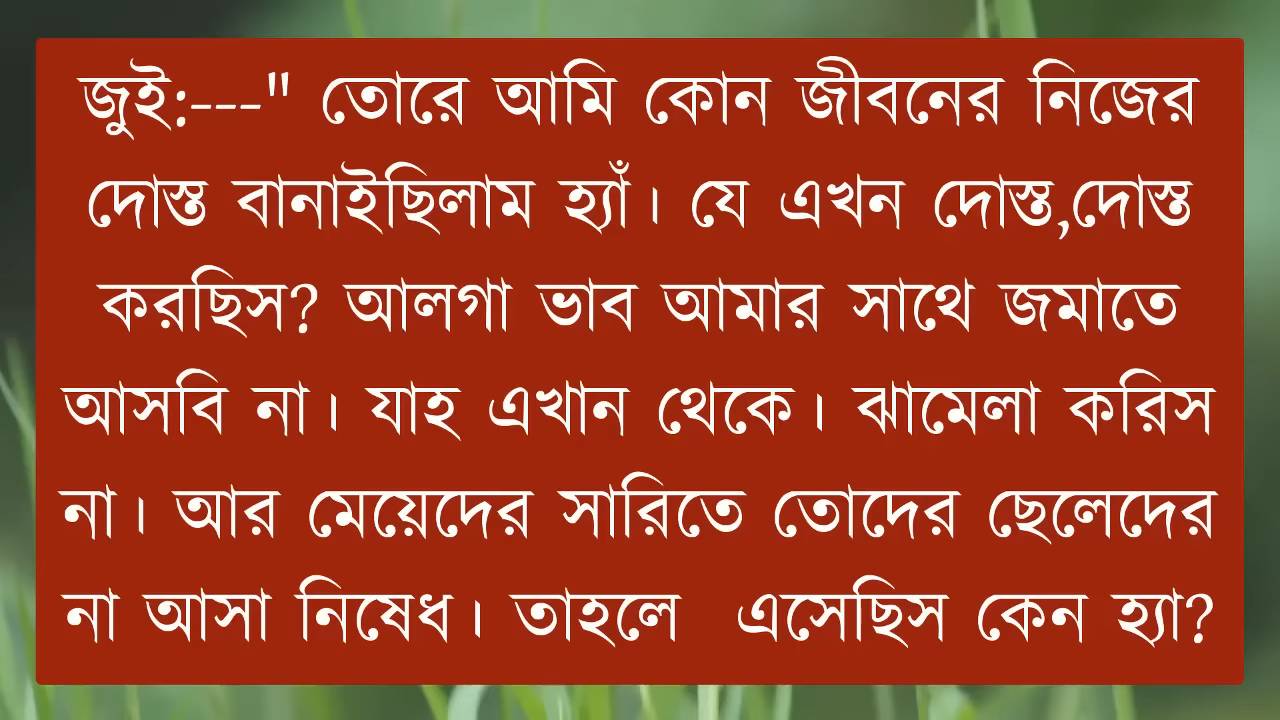 জুই:---" তোরে আমি কোন জীবনের নিজের
দোস্ত বানাইছিলাম হ্যাঁ। যে এখন দোস্ত,দোস্ত
করছিস? আলগা ভাব আমার সাথে জমাতে
আসবি না। যাহ এখান থেকে। ঝামেলা করিস
না। আর মেয়েদের সারিতে তোদের ছেলেদের
না আসা নিষেধ। তাহলে  এসেছিস কেন হ্যা?